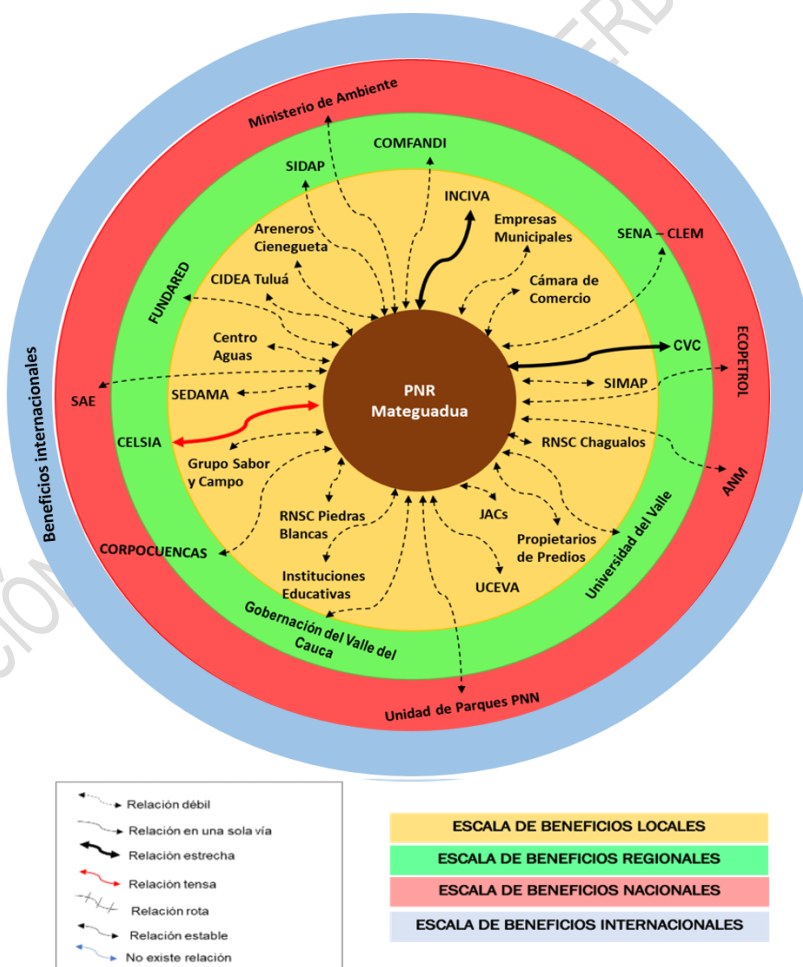 Ministerio de Ambiente
COMFANDI
SIDAP
INCIVA
Areneros
Cienegueta
Empresas
Municipales
SENA – CLEM
CIDEA Tuluá
Cámara de
Comercio
FUNDARED
Centro
Aguas
CVC
ECOPETROL
Beneficios internacionales
PNR
Mateguadua
SIMAP
SAE
SEDAMA
CELSIA
RNSC Chagualos
Grupo Sabor
y Campo
ANM
RNSC Piedras
Blancas
JACs
Propietarios
de Predios
Universidad del Valle
CORPOCUENCAS
Instituciones
Educativas
UCEVA
Gobernación del Valle del
Cauca
Unidad de Parques PNN
Relación débil
Relación en una sola vía
Relación estrecha
Relación tensa
Relación rota
Relación estable
No existe relación
ESCALA DE BENEFICIOS LOCALES
ESCALA DE BENEFICIOS REGIONALES
ESCALA DE BENEFICIOS NACIONALES
ESCALA DE BENEFICIOS INTERNACIONALES